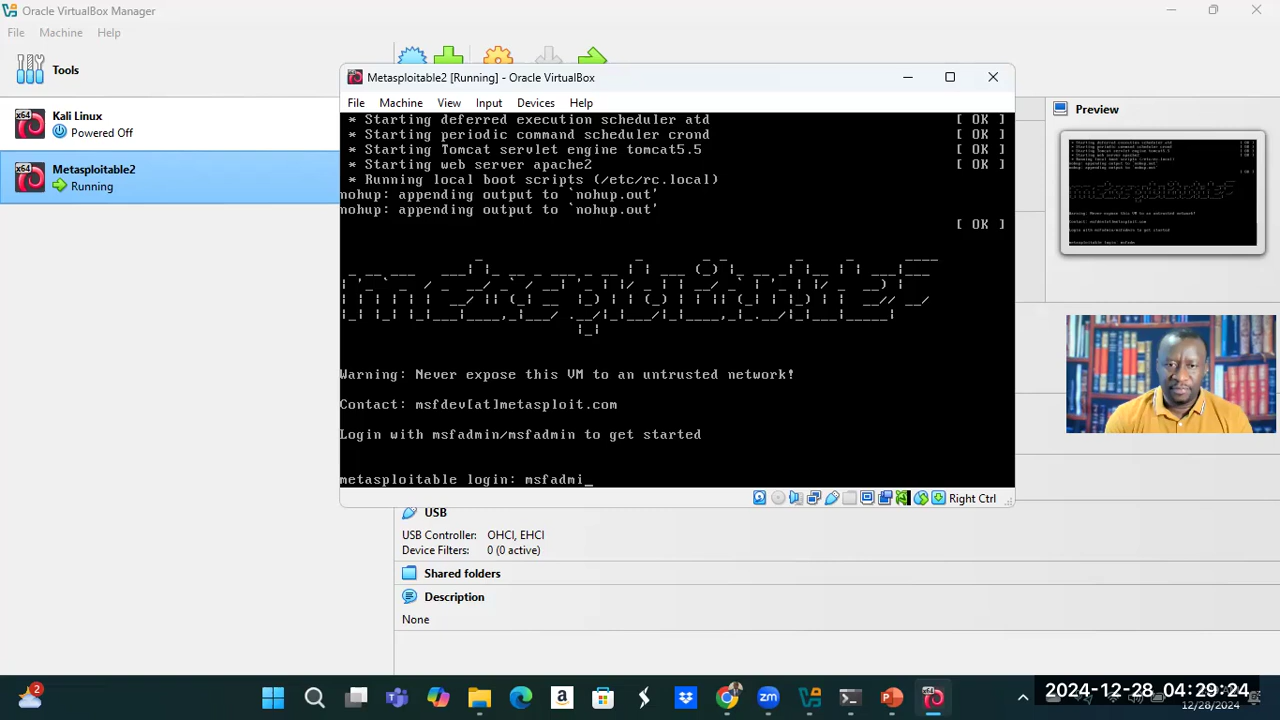 Oracle VirtualBox Manager
File Machine Help
Tools
Kali Linux
Powered Off
Metasploitable2
Running
Metasploitable2 [Running] - Oracle VirtualBox
File Machine View Input Devices Help
* Starting deferred execution scheduler atd [ OK ]
* Starting periodic command scheduler crond [ OK ]
* Starting Tomcat servlet engine tomcat5.5 [ OK ]
* Starting web server apache2 [ OK ]
* Running local boot scripts (/etc/rc.local)
nohup: appending output to `nohup.out'
nohup: appending output to `nohup.out'
[ OK ]
metasploitable2
Warning: Never expose this VM to an untrusted network!
Contact: msfdev[at]metasploit.com
Login with msfadmin/msfadmin to get started
metasploitable login: msfadmi_
Right Ctrl
Preview
USB
USB Controller: OHCI, EHCI
Device Filters: 0 (0 active)
Shared folders
Description
None
2
2024-12-28 04:29:24
12/28/2024